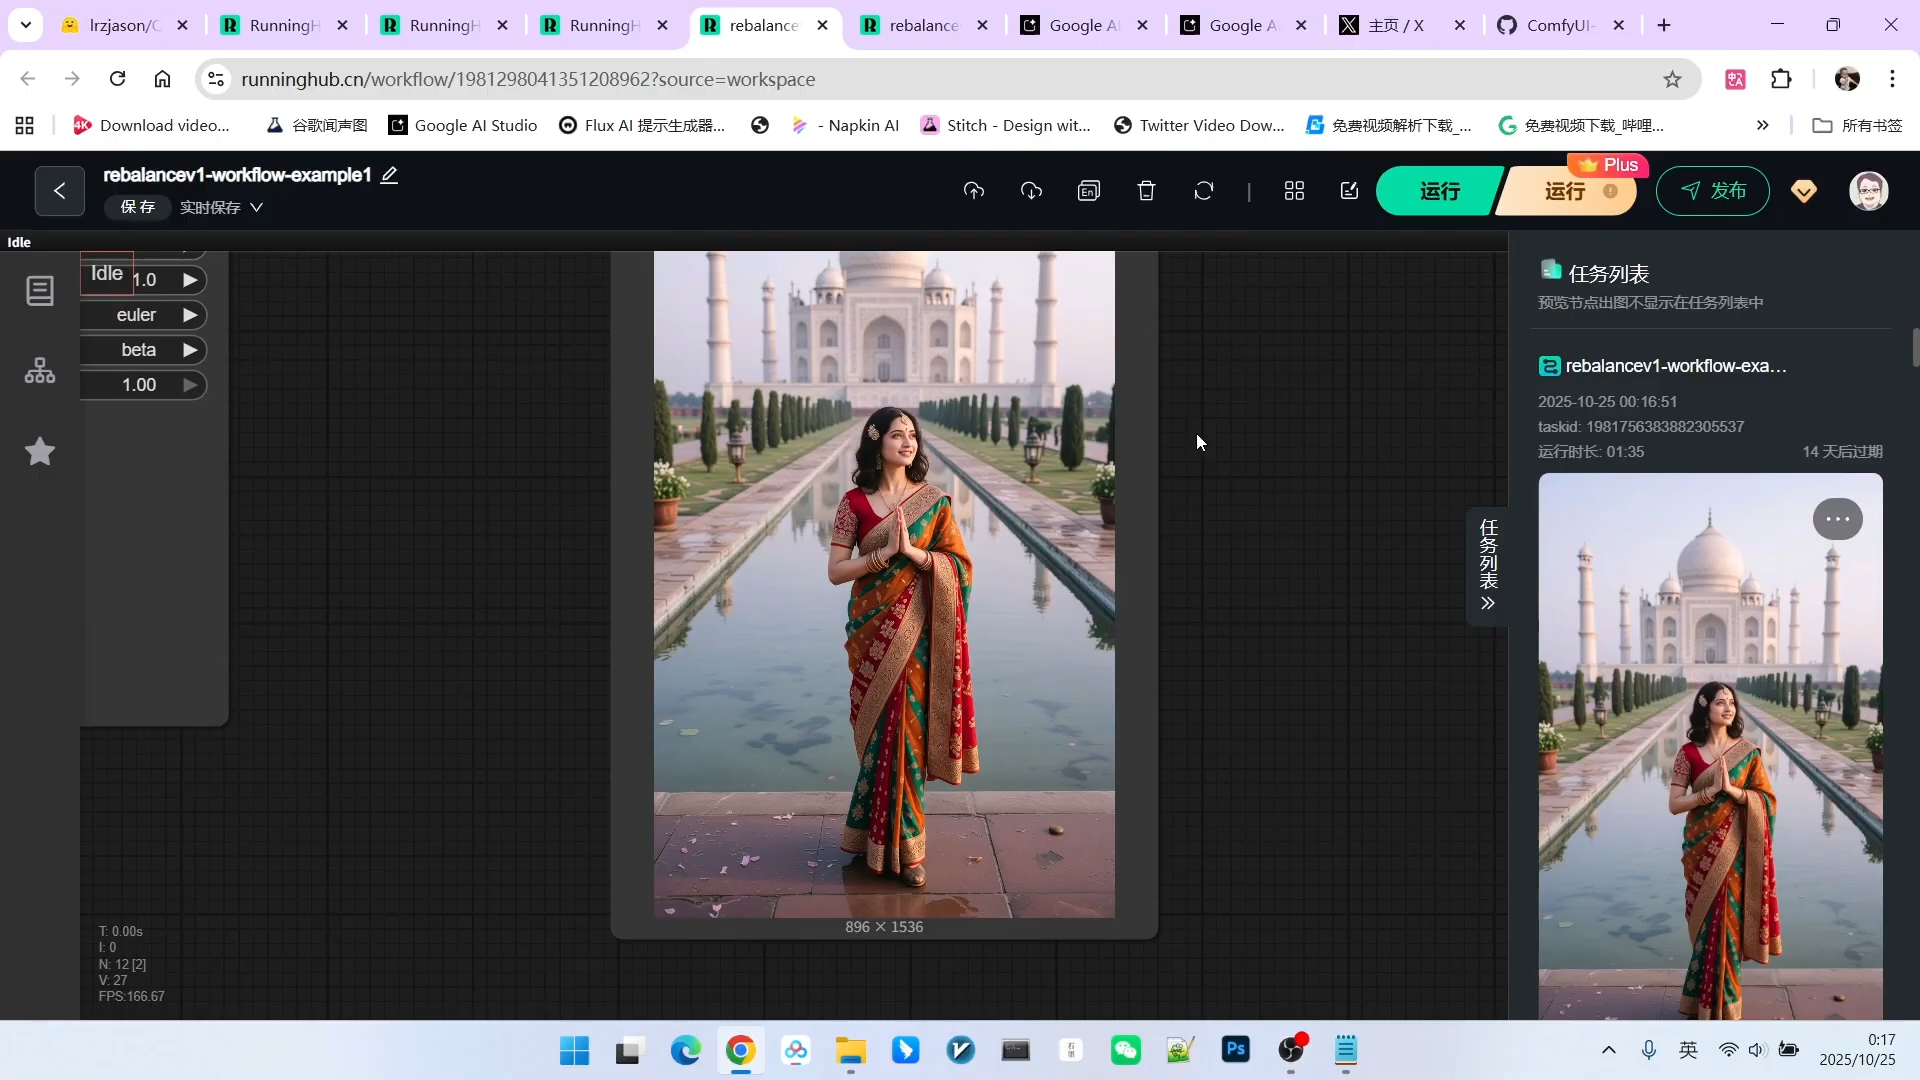 lrzjason/C
RunningH
RunningH
RunningH
rebalance
rebalance
Google AI
Google A
主页 / X
ComfyUI-
runninghub.cn/workflow/1981298041351208962?source=workspace
Download video...
谷歌闻声图
Google AI Studio
Flux AI 提示生成器...
- Napkin AI
Stitch - Design wit...
Twitter Video Dow...
免费视频解析下载_...
免费视频下载_哔哩...
所有书签
rebalancev1-workflow-example1
保存
实时保存
En
运行
运行
Plus
发布
Idle
Idle
1.0
euler
beta
1.00
896 × 1536
T: 0.00s
I: 0
N: 12 [2]
V: 27
FPS:166.67
任务列表
任务列表
预览节点出图不显示在任务列表中
rebalancev1-workflow-exa...
2025-10-25 00:16:51
taskid: 1981756383882305537
运行时长: 01:35
14 天后过期
Ps
英
0:17
2025/10/25